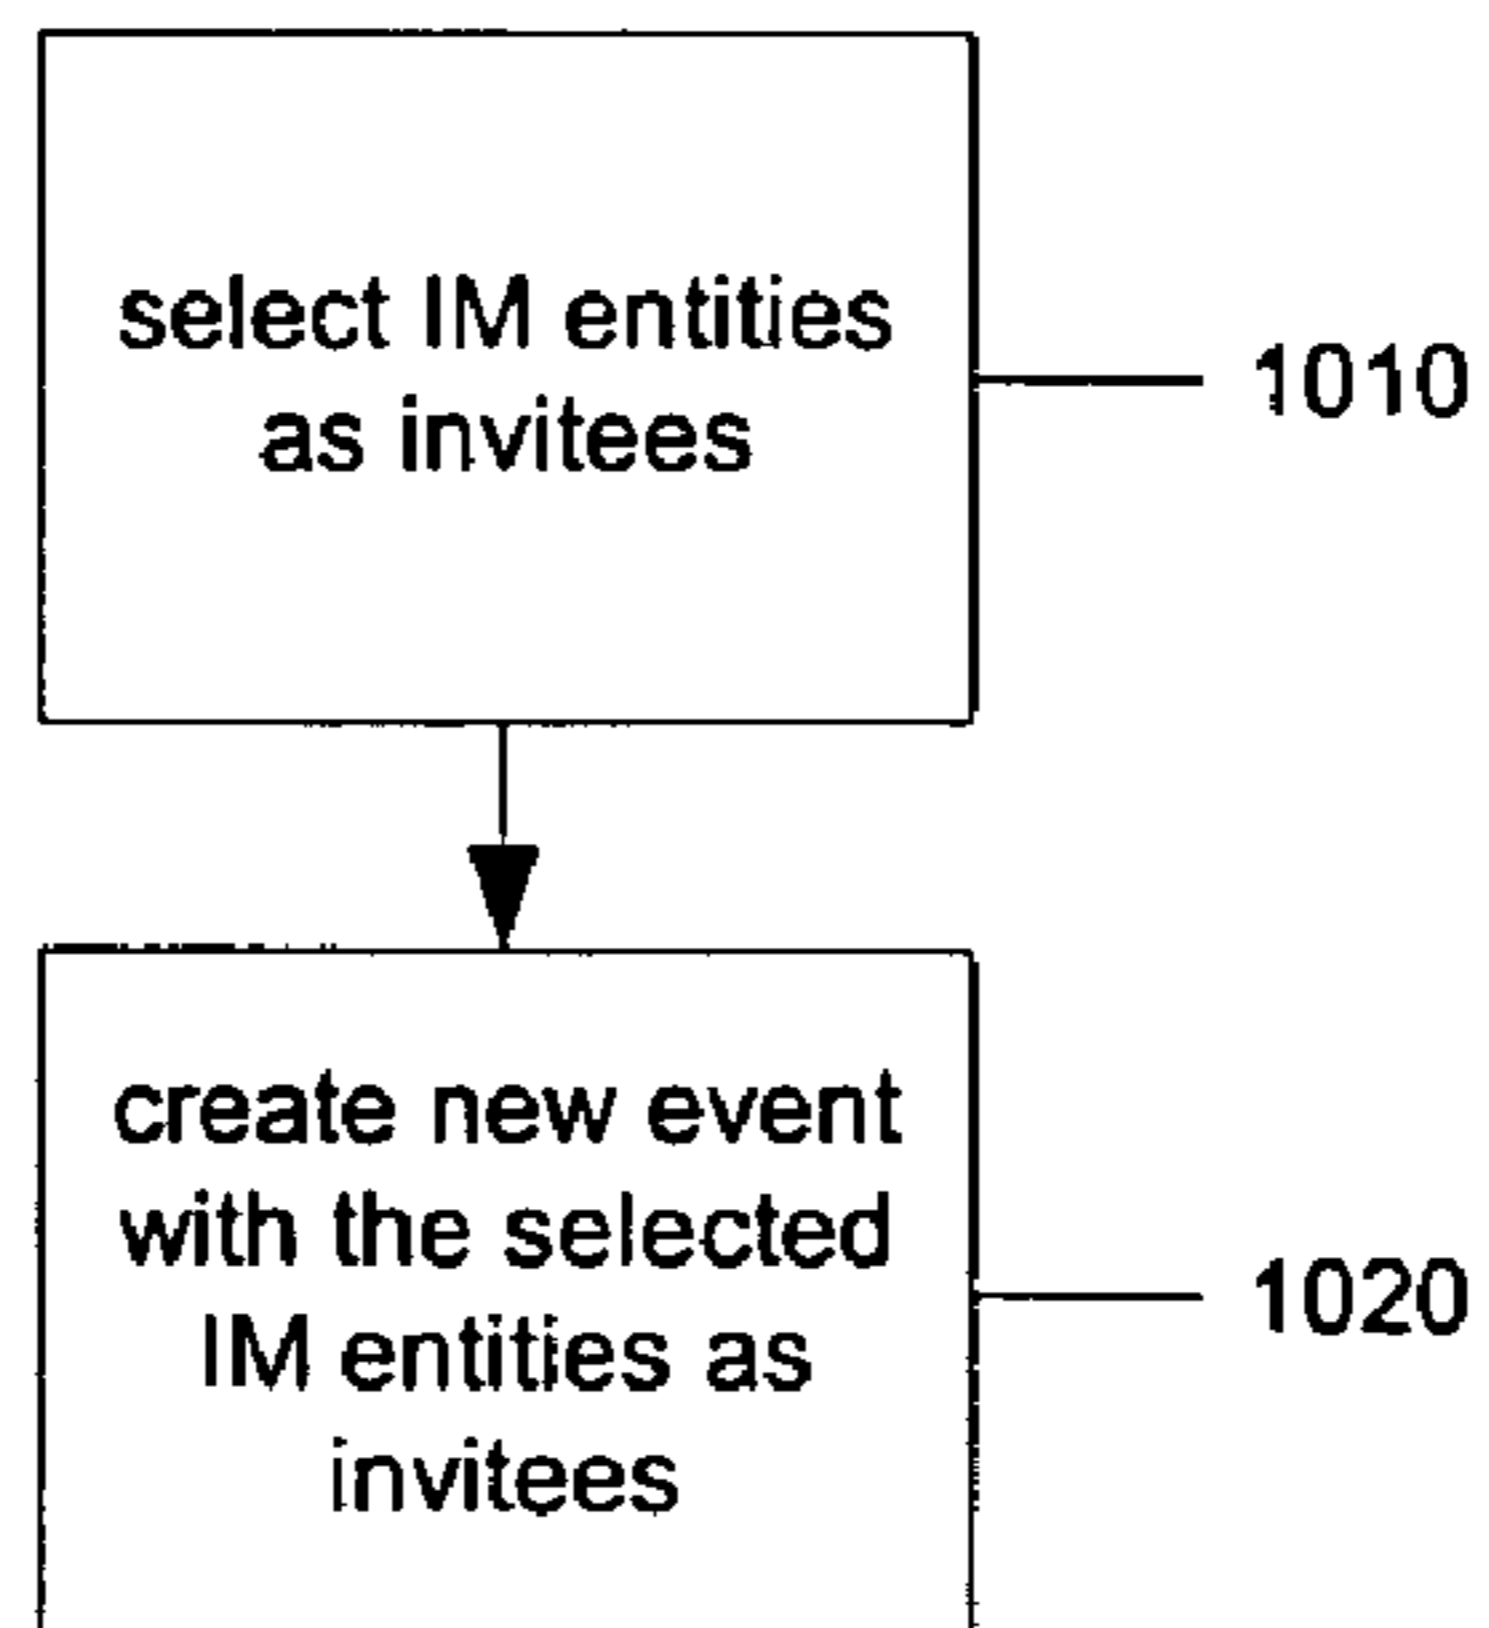 select IM entities
as invitees
1010
create new event
with the selected
IM entities as
invitees
1020